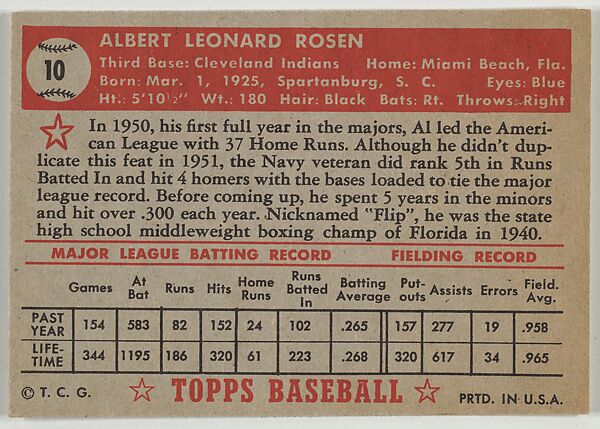 10
ALBERT LEONARD ROSEN
Third Base: Cleveland Indians Home: Miami Beach, Fla.
Born: Mar. 1, 1925, Spartanburg, S. C. Eyes: Blue
Ht.: 5'10½" Wt.: 180 Hair: Black Bats: Rt. Throws: Right
In 1950, his first full year in the majors, Al led the Ameri-
can League with 37 Home Runs. Although he didn't dup-
licate this feat in 1951, the Navy veteran did rank 5th in Runs
Batted In and hit 4 homers with the bases loaded to tie the major
league record. Before coming up, he spent 5 years in the minors
and hit over .300 each year. Nicknamed "Flip", he was the state
high school middleweight boxing champ of Florida in 1940.
MAJOR LEAGUE BATTING RECORD FIELDING RECORD
Games At Bat Runs Hits Home Runs Runs Batted In Batting Average Put-outs Assists Errors Field. Avg.
PAST YEAR 154 583 82 152 24 102 .265 157 277 19 .958
LIFE-TIME 344 1195 186 320 61 223 .268 320 617 34 .965
© T. C. G. TOPPS BASEBALL PRTD. IN U.S.A.